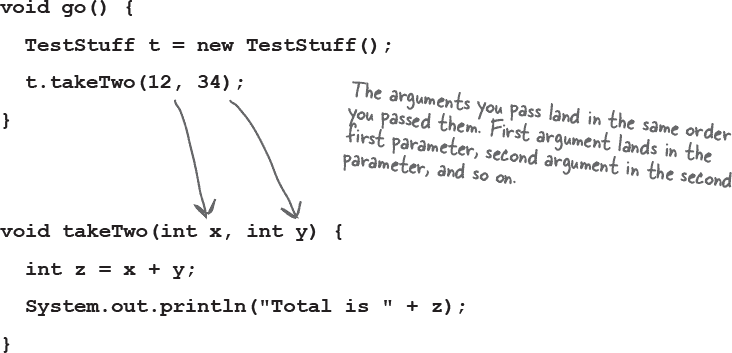 void go() {
TestStuff t = new TestStuff();
t.takeTwo(12, 34);
}
The arguments you pass land in the same order
you passed them. First argument lands in the
first parameter, second argument in the second
parameter, and so on.
void takeTwo(int x, int y) {
int z = x + y;
System.out.println("Total is " + z);
}